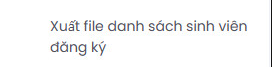 Xuất file danh sách sinh viên
đăng ký